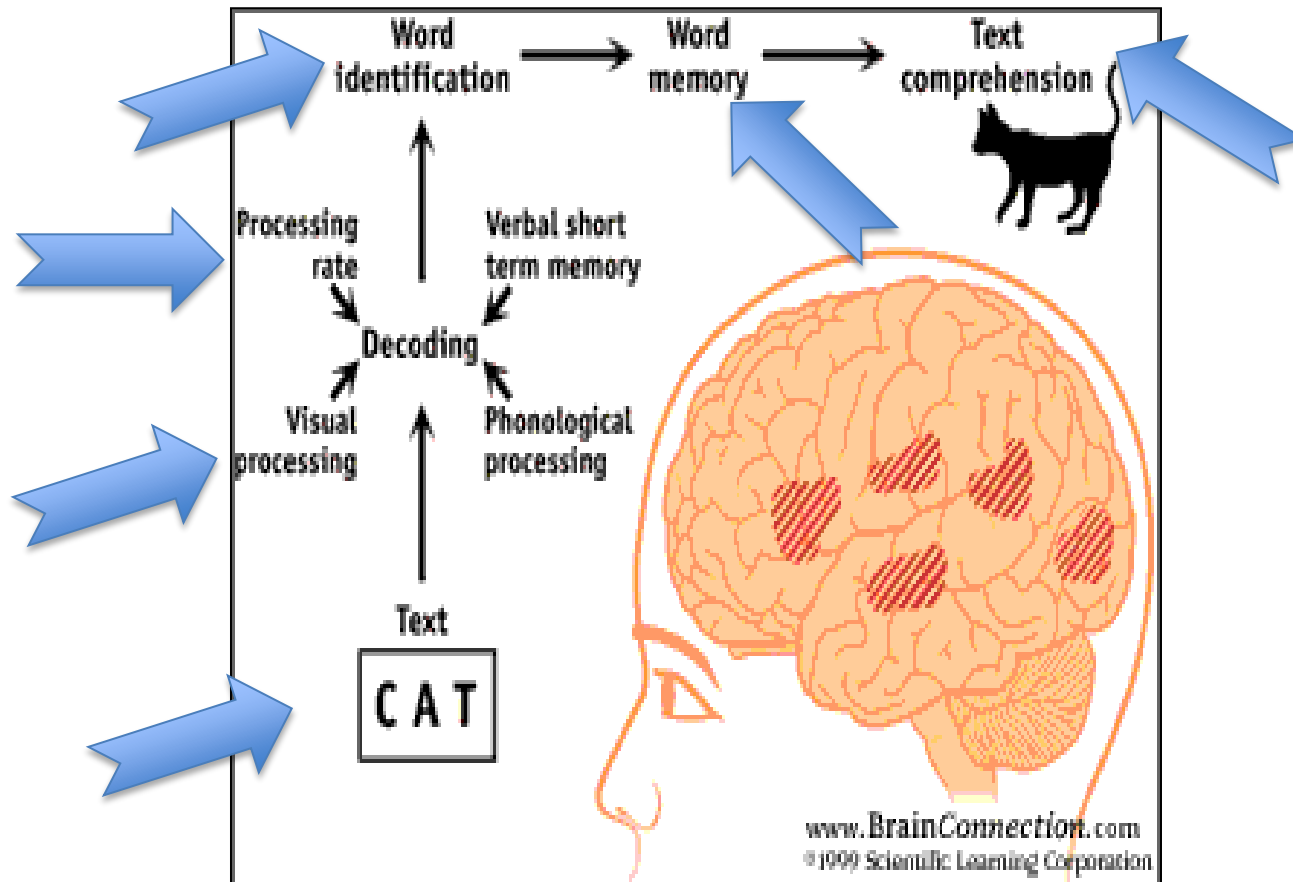 Word
identification
Word
memory
Text
comprehension
Processing
rate
Verbal short
term memory
Decoding
Visual
processing
Phonological
processing
Text
CAT
www.BrainConnection.com
©1999 Scientific Learning Corporation